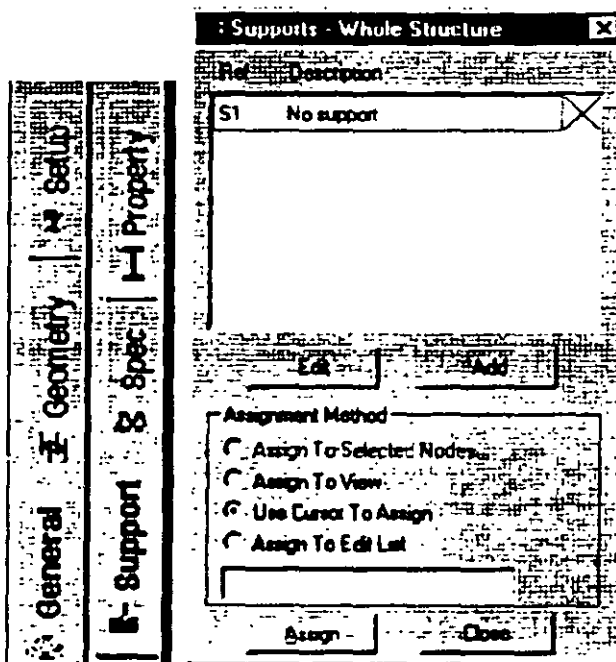 : Supports - Whole Structure
Ref Description
S1 No support
Edit Add
Assignment Method
Assign To Selected Nodes
Assign To View
Use Cursor To Assign
Assign To Edit List
Assign Close
General Geometry Setup
Support Spec Property